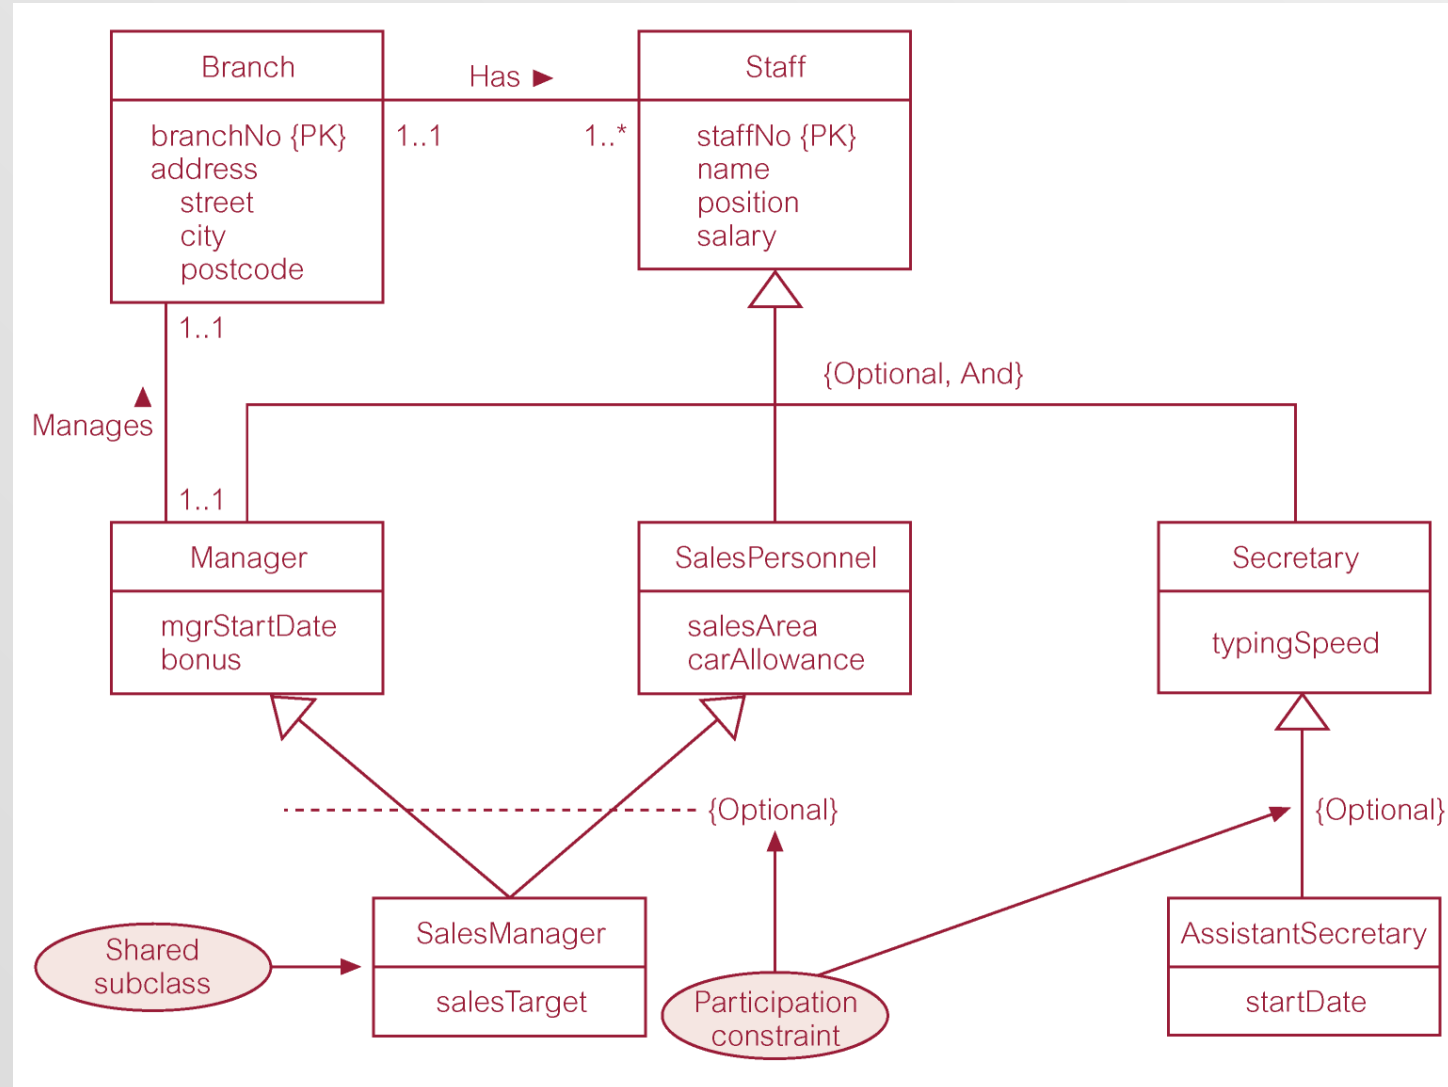 Branch
branchNo {PK}
address
street
city
postcode
Has ►
1..1
1..*
Staff
staffNo {PK}
name
position
salary
1..1
▲
Manages
1..1
{Optional, And}
Manager
mgrStartDate
bonus
SalesPersonnel
salesArea
carAllowance
Secretary
typingSpeed
{Optional}
{Optional}
Shared
subclass
SalesManager
salesTarget
Participation
constraint
AssistantSecretary
startDate